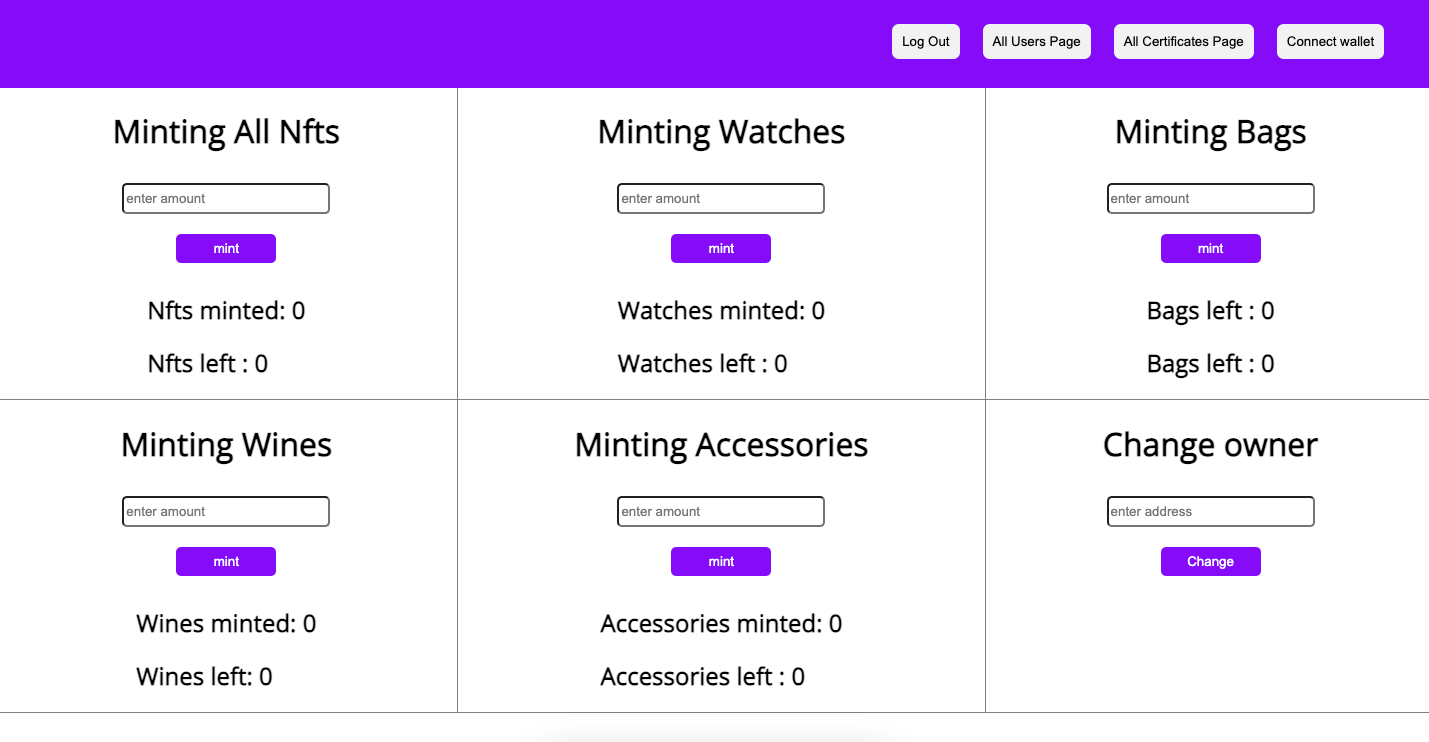 Log Out
All Users Page
All Certificates Page
Connect wallet
Minting All Nfts
enter amount
mint
Nfts minted: 0
Nfts left : 0
Minting Watches
enter amount
mint
Watches minted: 0
Watches left : 0
Minting Bags
enter amount
mint
Bags left : 0
Bags left : 0
Minting Wines
enter amount
mint
Wines minted: 0
Wines left: 0
Minting Accessories
enter amount
mint
Accessories minted: 0
Accessories left : 0
Change owner
enter address
Change